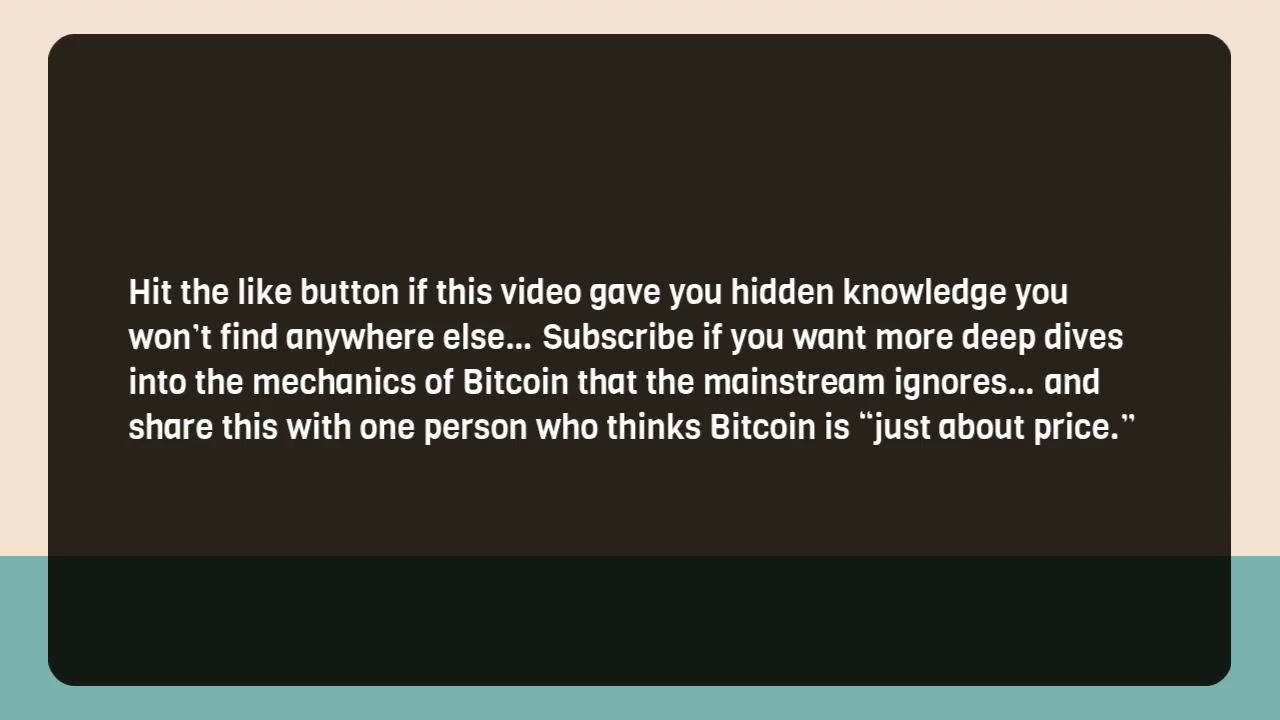 Hit the like button if this video gave you hidden knowledge you
won’t find anywhere else... Subscribe if you want more deep dives
into the mechanics of Bitcoin that the mainstream ignores... and
share this with one person who thinks Bitcoin is “just about price.”